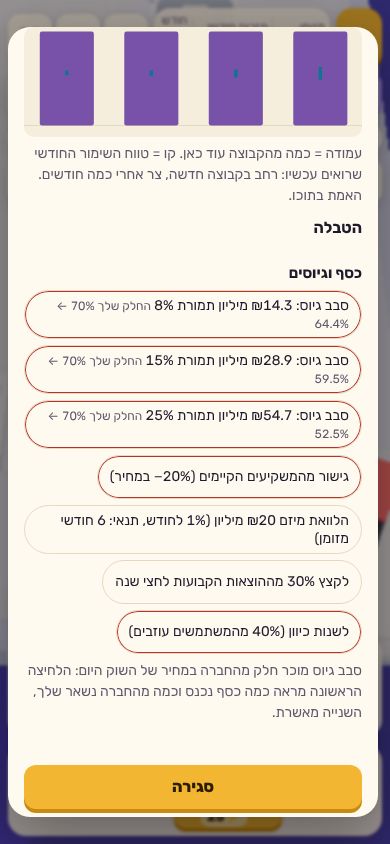 עמודה = כמה מהקבוצה עוד כאן. קו = טווח השימור החודשי
שרואים עכשיו: רחב בקבוצה חדשה, צר אחרי כמה חודשים.
האמת בתוכו.
הטבלה
כסף וגיוסים
סבב גיוס: ₪14.3 מיליון תמורת 8% החלק שלך 70% ←
64.4%
סבב גיוס: ₪28.9 מיליון תמורת 15% החלק שלך 70% ←
59.5%
סבב גיוס: ₪54.7 מיליון תמורת 25% החלק שלך 70% ←
52.5%
גישור מהמשקיעים הקיימים (20%− במחיר)
הלוואת מיזם ₪20 מיליון (1% לחודש, תנאי: 6 חודשי
מזומן)
לקצץ 30% מההוצאות הקבועות לחצי שנה
לשנות כיוון (40% מהמשתמשים עוזבים)
סבב גיוס מוכר חלק מהחברה במחיר של השוק היום: הלחיצה
הראשונה מראה כמה כסף נכנס וכמה מהחברה נשאר שלך,
השנייה מאשרת.
סגירה